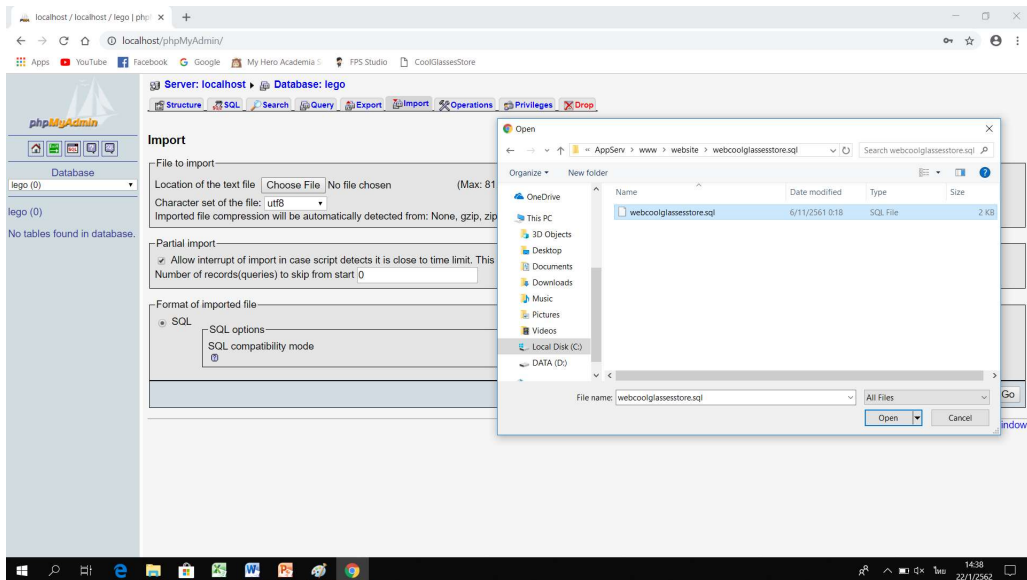 localhost / localhost / lego | php
localhost/phpMyAdmin/
Apps YouTube Facebook Google My Hero Academia S FPS Studio CoolGlassesStore
phpMyAdmin
Database
lego (0)
lego (0)
No tables found in database.
Server: localhost Database: lego
Structure SQL Search Query Export Import Operations Privileges Drop
Import
File to import
Location of the text file Choose File No file chosen (Max: 81
Character set of the file: utf8
Imported file compression will be automatically detected from: None, gzip, zip
Partial import
Allow interrupt of import in case script detects it is close to time limit. This
Number of records(queries) to skip from start 0
Format of imported file
SQL
SQL options
SQL compatibility mode
Go
indow
Open
« AppServ > www > website > webcoolglassesstore.sql
Search webcoolglassesstore.sql
Organize New folder
OneDrive
This PC
3D Objects
Desktop
Documents
Downloads
Music
Pictures
Videos
Local Disk (C:)
DATA (D:)
Name Date modified Type Size
webcoolglassesstore.sql 6/11/2561 0:18 SQL File 2 KB
File name: webcoolglassesstore.sql All Files
Open Cancel
ไทย
14:38
22/1/2562